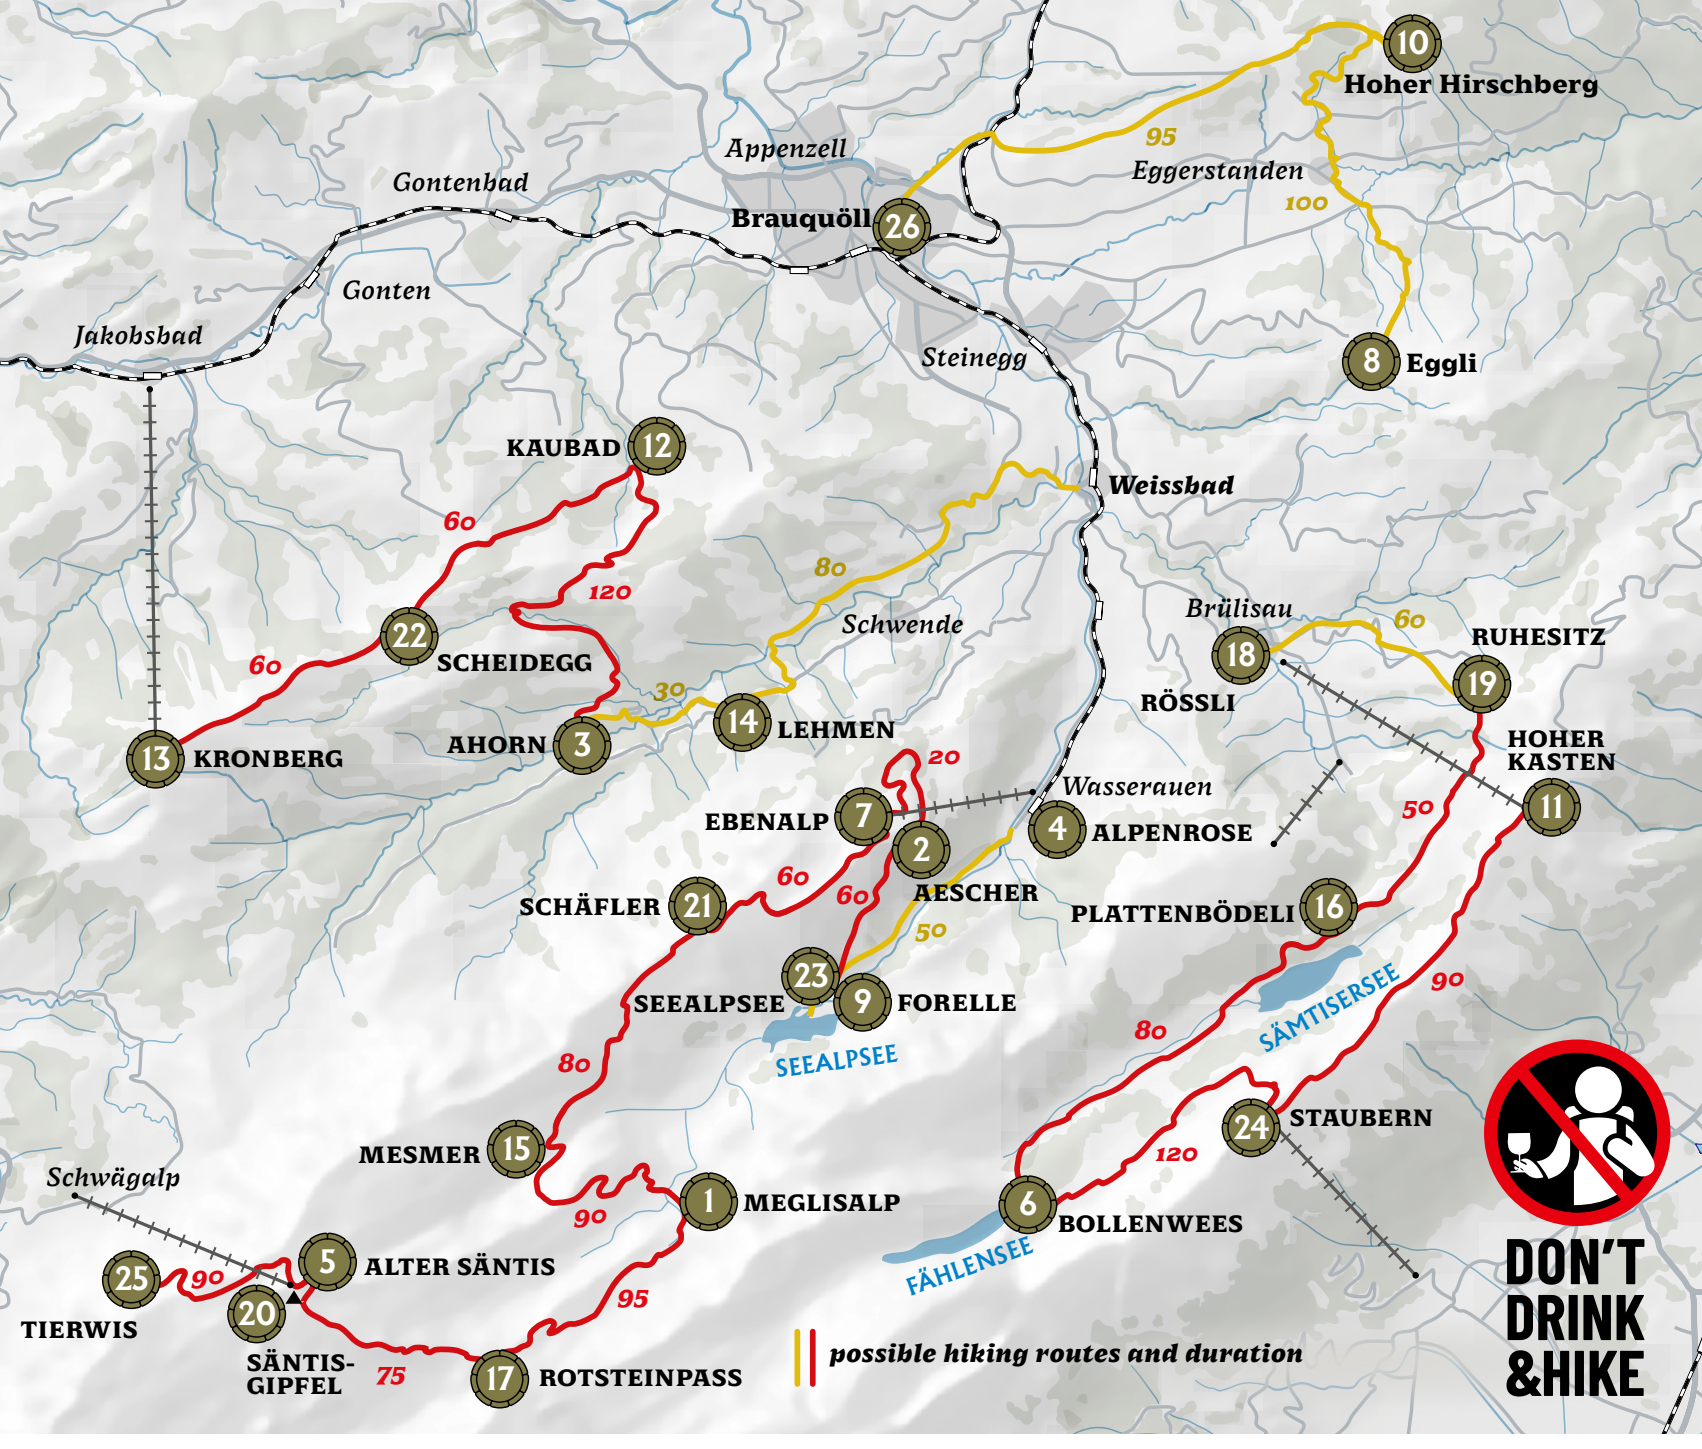 10
Hoher Hirschberg
95
Appenzell
Eggerstanden
Gontenbad
100
Brauquöll
26
Gonten
Jakobsbad
Steinegg
8
Eggli
KAUBAD
12
Weissbad
60
80
120
Brülisau
60
Schwende
22
SCHEIDEGG
RUHESITZ
18
60
30
19
RÖSSLI
14
LEHMEN
3
AHORN
HOHER
KASTEN
13
KRONBERG
20
Wasserauen
50
11
EBENALP
7
4
ALPENROSE
2
60
60
AESCHER
SCHÄFLER
21
PLATTENBÖDELI
16
50
23
90
SEEALPSEE
9
FORELLE
SÄMTISERSEE
80
SEEALPSEE
80
24
STAUBERN
MESMER
15
120
Schwägalp
1
MEGLISALP
6
BOLLENWEES
90
5
ALTER SÄNTIS
FÄHLENSEE
25
90
95
20
TIERWIS
SÄNTIS-
GIPFEL
75
17
ROTSTEINPASS
possible hiking routes and duration
DON'T
DRINK
&HIKE